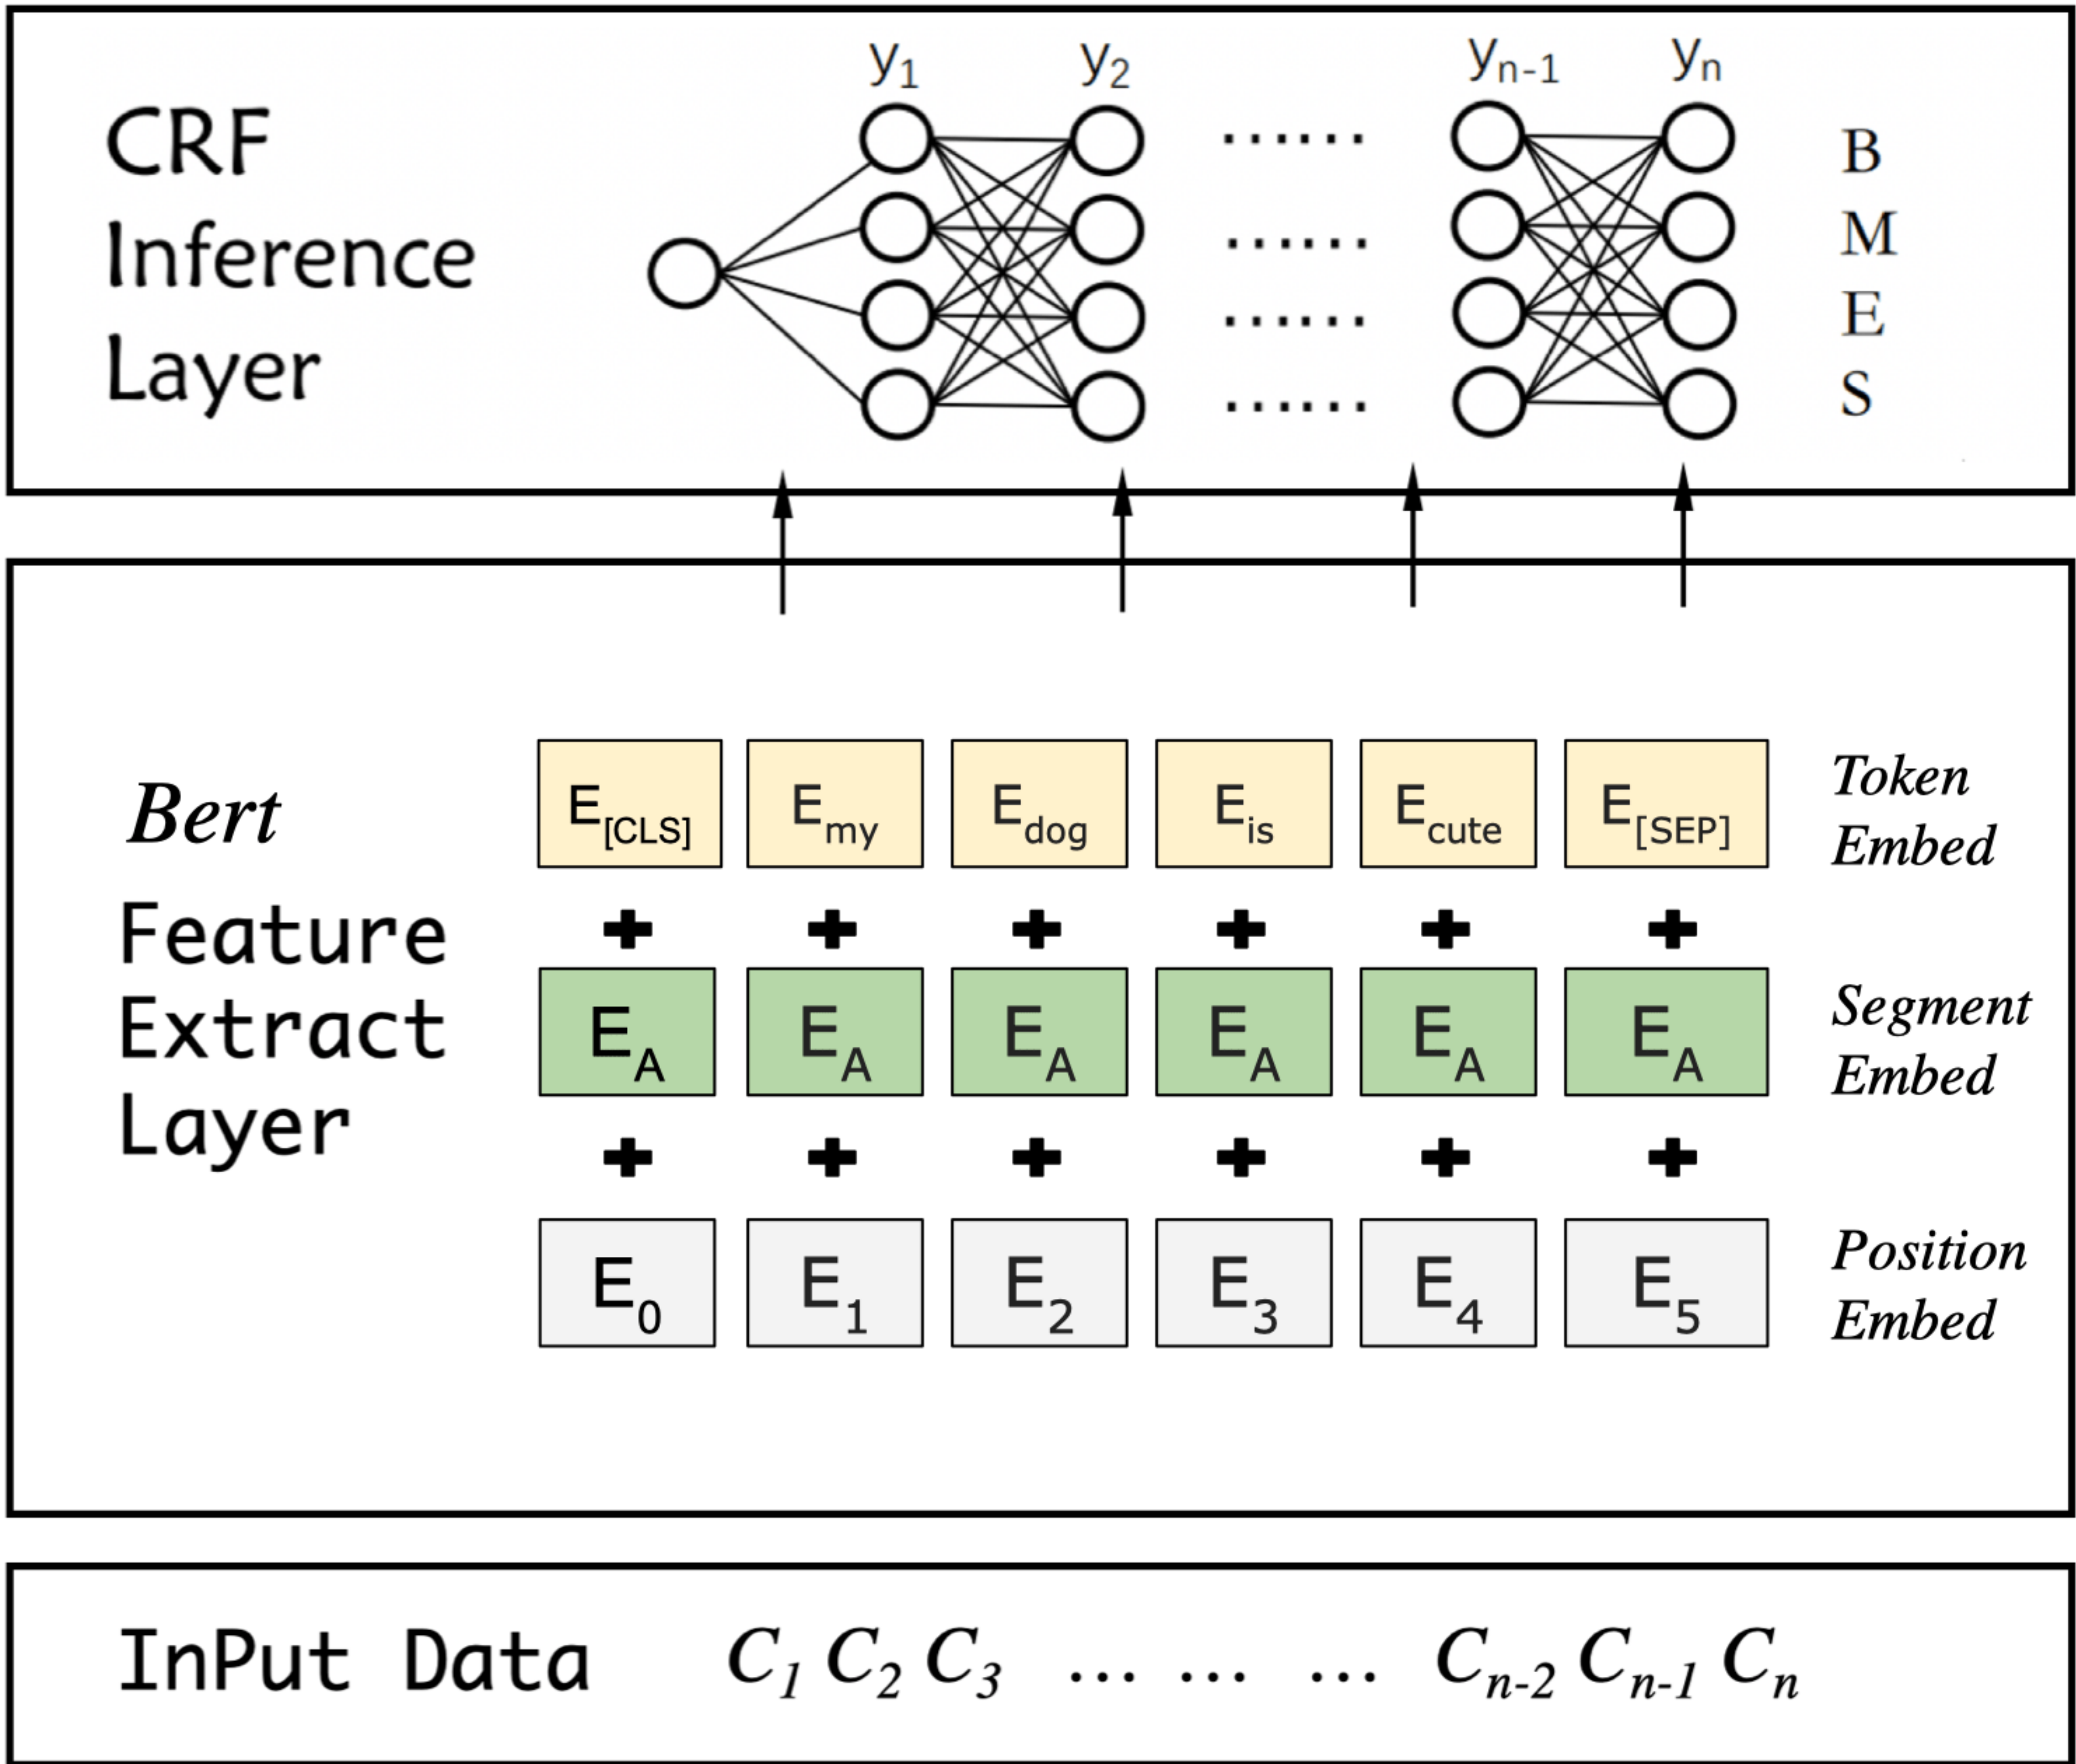 y1 y2 ...... yn-1 yn
CRF
Inference
Layer
B
M
E
S
Bert
Feature
Extract
Layer
E[CLS] Emy Edog Eis Ecute E[SEP]
Token
Embed
+ + + + + +
EA EA EA EA EA EA
Segment
Embed
+ + + + + +
E0 E1 E2 E3 E4 E5
Position
Embed
InPut Data C1 C2 C3 ... ... ... Cn-2 Cn-1 Cn